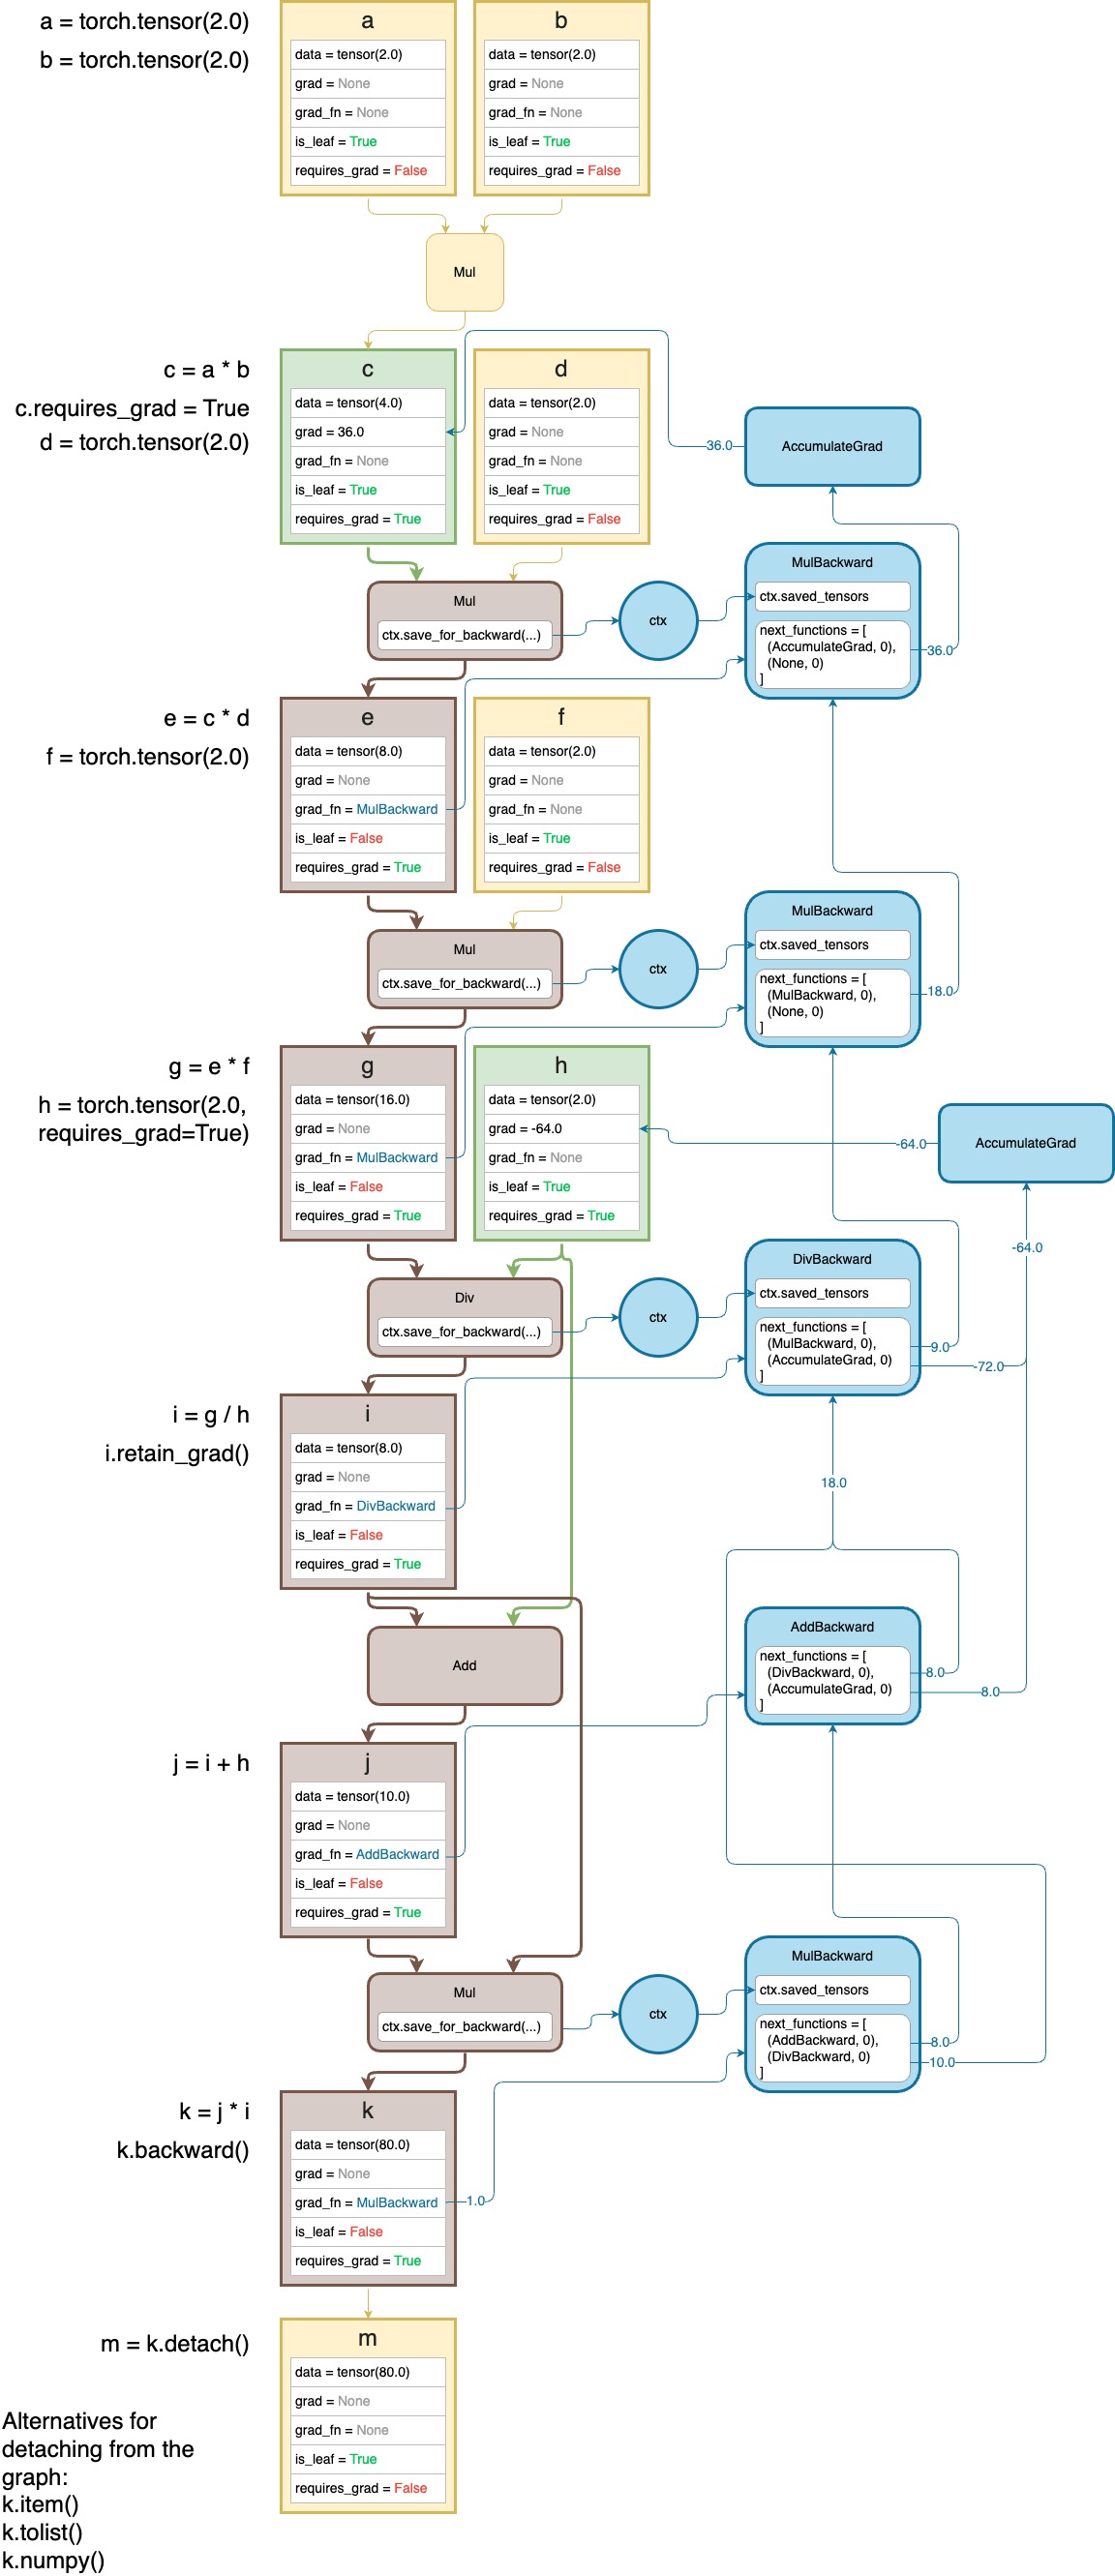 a = torch.tensor(2.0)
b = torch.tensor(2.0)
a
data = tensor(2.0)
grad = None
grad_fn = None
is_leaf = True
requires_grad = False
b
data = tensor(2.0)
grad = None
grad_fn = None
is_leaf = True
requires_grad = False
Mul
c = a * b
c.requires_grad = True
d = torch.tensor(2.0)
c
data = tensor(4.0)
grad = 36.0
grad_fn = None
is_leaf = True
requires_grad = True
d
data = tensor(2.0)
grad = None
grad_fn = None
is_leaf = True
requires_grad = False
36.0
AccumulateGrad
Mul
ctx.save_for_backward(...)
ctx
MulBackward
ctx.saved_tensors
next_functions = [
(AccumulateGrad, 0),
(None, 0)
]
36.0
e = c * d
f = torch.tensor(2.0)
e
data = tensor(8.0)
grad = None
grad_fn = MulBackward
is_leaf = False
requires_grad = True
f
data = tensor(2.0)
grad = None
grad_fn = None
is_leaf = True
requires_grad = False
Mul
ctx.save_for_backward(...)
ctx
MulBackward
ctx.saved_tensors
next_functions = [
(MulBackward, 0),
(None, 0)
]
18.0
g = e * f
h = torch.tensor(2.0,
requires_grad=True)
g
data = tensor(16.0)
grad = None
grad_fn = MulBackward
is_leaf = False
requires_grad = True
h
data = tensor(2.0)
grad = -64.0
grad_fn = None
is_leaf = True
requires_grad = True
-64.0
AccumulateGrad
-64.0
Div
ctx.save_for_backward(...)
ctx
DivBackward
ctx.saved_tensors
next_functions = [
(MulBackward, 0),
(AccumulateGrad, 0)
]
9.0
-72.0
i = g / h
i.retain_grad()
i
data = tensor(8.0)
grad = None
grad_fn = DivBackward
is_leaf = False
requires_grad = True
18.0
Add
AddBackward
next_functions = [
(DivBackward, 0),
(AccumulateGrad, 0)
]
8.0
8.0
j = i + h
j
data = tensor(10.0)
grad = None
grad_fn = AddBackward
is_leaf = False
requires_grad = True
Mul
ctx.save_for_backward(...)
ctx
MulBackward
ctx.saved_tensors
next_functions = [
(AddBackward, 0),
(DivBackward, 0)
]
8.0
10.0
k = j * i
k.backward()
k
data = tensor(80.0)
grad = None
grad_fn = MulBackward
is_leaf = False
requires_grad = True
1.0
m = k.detach()
m
data = tensor(80.0)
grad = None
grad_fn = None
is_leaf = True
requires_grad = False
Alternatives for
detaching from the
graph:
k.item()
k.tolist()
k.numpy()